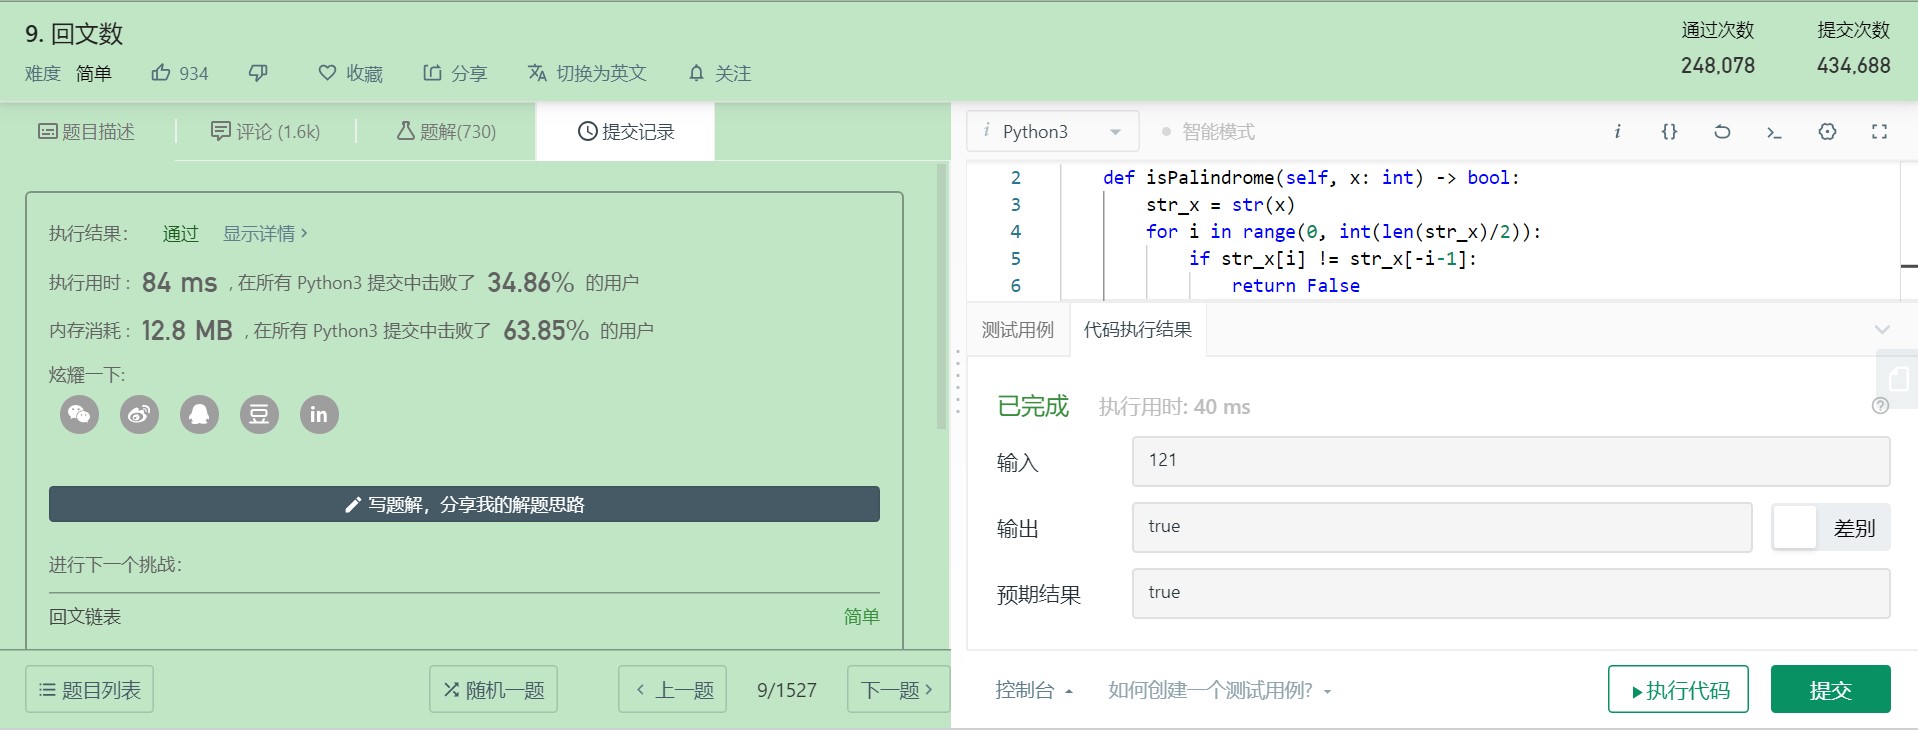 9. 回文数
难度 简单 934 收藏 分享 切换为英文 关注
通过次数 提交次数
248,078 434,688
题目描述 评论 (1.6k) 题解(730) 提交记录
执行结果： 通过 显示详情 >
执行用时 : 84 ms , 在所有 Python3 提交中击败了 34.86% 的用户
内存消耗 : 12.8 MB , 在所有 Python3 提交中击败了 63.85% 的用户
炫耀一下:
豆 in
写题解，分享我的解题思路
进行下一个挑战：
回文链表 简单
题目列表 随机一题 上一题 9/1527 下一题
i Python3 智能模式 i {} >_
2 def isPalindrome(self, x: int) -> bool:
3 str_x = str(x)
4 for i in range(0, int(len(str_x)/2)):
5 if str_x[i] != str_x[-i-1]:
6 return False
测试用例 代码执行结果
已完成 执行用时: 40 ms
输入 121
输出 true 差别
预期结果 true
控制台 如何创建一个测试用例? 执行代码 提交